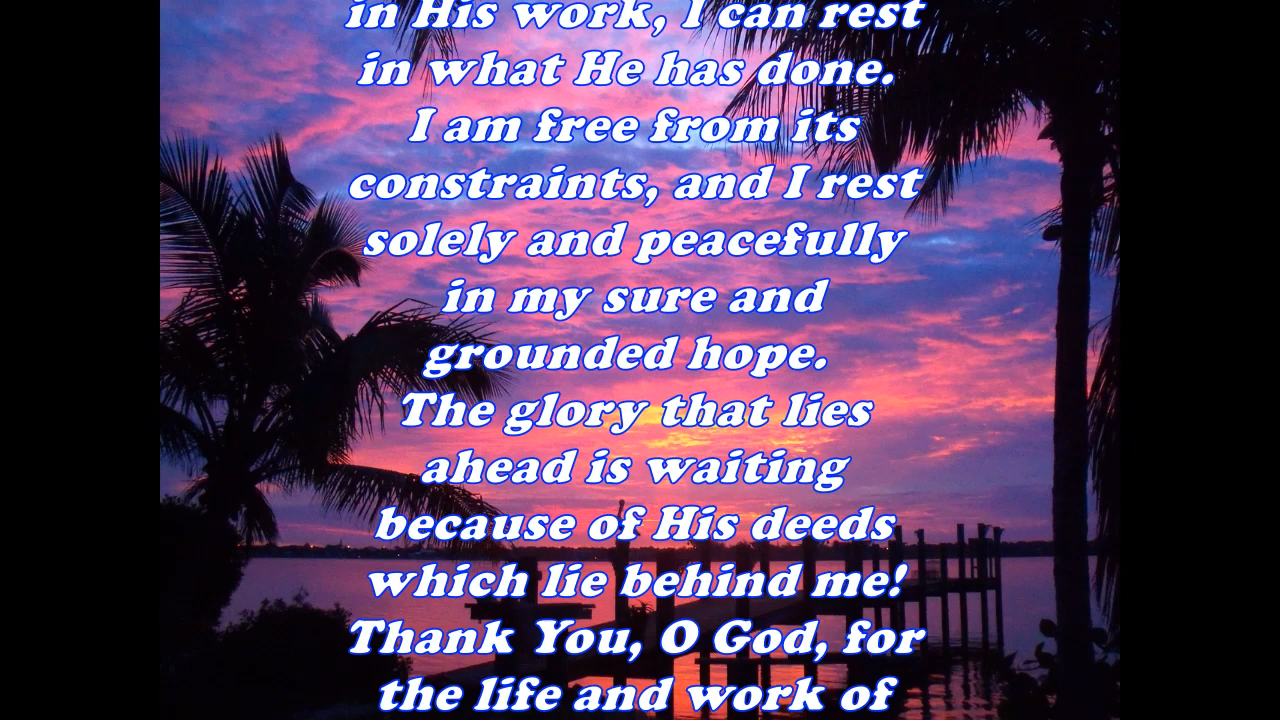 in His work, I can rest
in what He has done.
I am free from its
constraints, and I rest
solely and peacefully
in my sure and
grounded hope.
The glory that lies
ahead is waiting
because of His deeds
which lie behind me!
Thank You, O God, for
the life and work of